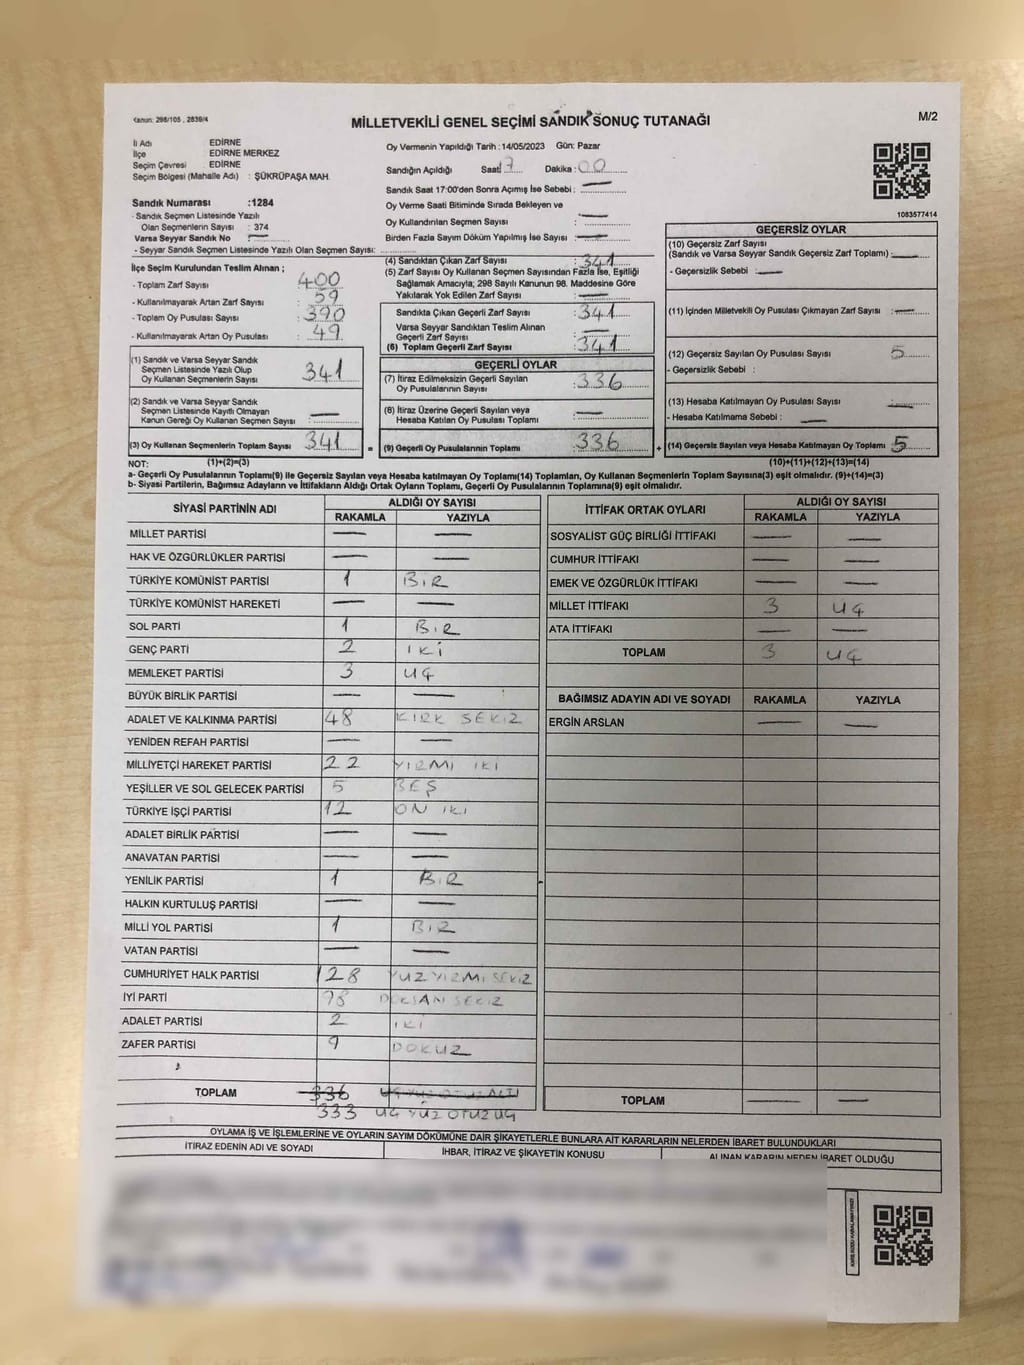 Kanun: 298/105 , 2839/4
M/2
MİLLETVEKİLİ GENEL SEÇİMİ SANDIK SONUÇ TUTANAĞI
İl Adı EDİRNE
İlçe EDİRNE MERKEZ
Seçim Çevresi EDİRNE
Seçim Bölgesi (Mahalle Adı) : ŞÜKRÜPAŞA MAH.
Oy Vermenin Yapıldığı Tarih : 14/05/2023 Gün: Pazar
Sandığın Açıldığı Saat: 7 Dakika : 00
Sandık Saat 17:00'den Sonra Açılmış İse Sebebi : —
Oy Verme Saati Bitiminde Sırada Bekleyen ve
Oy Kullandırılan Seçmen Sayısı : —
Birden Fazla Sayım Döküm Yapılmış İse Sayısı : —
1083577414
Sandık Numarası :1284
- Sandık Seçmen Listesinde Yazılı
Olan Seçmenlerin Sayısı : 374
Varsa Seyyar Sandık No : —
- Seyyar Sandık Seçmen Listesinde Yazılı Olan Seçmen Sayısı:
İlçe Seçim Kurulundan Teslim Alınan ;
- Toplam Zarf Sayısı : 400
- Kullanılmayarak Artan Zarf Sayısı : 59
- Toplam Oy Pusulası Sayısı : 390
- Kullanılmayarak Artan Oy Pusulası : 49
(1) Sandık ve Varsa Seyyar Sandık
Seçmen Listesinde Yazılı Olup
Oy Kullanan Seçmenlerin Sayısı : 341
(2) Sandık ve Varsa Seyyar Sandık
Seçmen Listesinde Kayıtlı Olmayan
Kanun Gereği Oy Kullanan Seçmen Sayısı : —
(3) Oy Kullanan Seçmenlerin Toplam Sayısı : 341 =
(4) Sandıktan Çıkan Zarf Sayısı : 341
(5) Zarf Sayısı Oy Kullanan Seçmen Sayısından Fazla İse, Eşitliği
Sağlamak Amacıyla; 298 Sayılı Kanunun 98. Maddesine Göre
Yakılarak Yok Edilen Zarf Sayısı : —
Sandıkta Çıkan Geçerli Zarf Sayısı : 341
Varsa Seyyar Sandıktan Teslim Alınan
Geçerli Zarf Sayısı : —
(6) Toplam Geçerli Zarf Sayısı : 341
GEÇERLİ OYLAR
(7) İtiraz Edilmeksizin Geçerli Sayılan
Oy Pusulalarının Sayısı : 336
(8) İtiraz Üzerine Geçerli Sayılan veya
Hesaba Katılan Oy Pusulaları Toplamı : —
(9) Geçerli Oy Pusulalarının Toplamı : 336 +
GEÇERSİZ OYLAR
(10) Geçersiz Zarf Sayısı
(Sandık ve Varsa Seyyar Sandık Geçersiz Zarf Toplamı) : —
- Geçersizlik Sebebi : —
(11) İçinden Milletvekili Oy Pusulası Çıkmayan Zarf Sayısı : —
(12) Geçersiz Sayılan Oy Pusulası Sayısı : 5
- Geçersizlik Sebebi :
(13) Hesaba Katılmayan Oy Pusulası Sayısı : —
- Hesaba Katılmama Sebebi : —
(14) Geçersiz Sayılan veya Hesaba Katılmayan Oy Toplamı : 5
NOT: (1)+(2)=(3) (10)+(11)+(12)+(13)=(14)
a- Geçerli Oy Pusulalarının Toplamı(9) ile Geçersiz Sayılan veya Hesaba katılmayan Oy Toplamı(14) Toplamları, Oy Kullanan Seçmenlerin Toplam Sayısına(3) eşit olmalıdır. (9)+(14)=(3)
b- Siyasi Partilerin, Bağımsız Adayların ve İttifakların Aldığı Ortak Oyların Toplamı, Geçerli Oy Pusulalarının Toplamına(9) eşit olmalıdır.
SİYASİ PARTİNİN ADI ALDIĞI OY SAYISI
RAKAMLA YAZIYLA
MİLLET PARTİSİ — —
HAK VE ÖZGÜRLÜKLER PARTİSİ — —
TÜRKİYE KOMÜNİST PARTİSİ 1 BİR
TÜRKİYE KOMÜNİST HAREKETİ — —
SOL PARTİ 1 BİR
GENÇ PARTİ 2 İKİ
MEMLEKET PARTİSİ 3 UÇ
BÜYÜK BİRLİK PARTİSİ — —
ADALET VE KALKINMA PARTİSİ 48 KIRK SEKİZ
YENİDEN REFAH PARTİSİ — —
MİLLİYETÇİ HAREKET PARTİSİ 22 YİRMİ İKİ
YEŞİLLER VE SOL GELECEK PARTİSİ 5 BEŞ
TÜRKİYE İŞÇİ PARTİSİ 12 ON İKİ
ADALET BİRLİK PARTİSİ — —
ANAVATAN PARTİSİ — —
YENİLİK PARTİSİ 1 BİR
HALKIN KURTULUŞ PARTİSİ — —
MİLLİ YOL PARTİSİ 1 BİR
VATAN PARTİSİ — —
CUMHURİYET HALK PARTİSİ 128 YUZ YİRMİ SEKİZ
İYİ PARTİ 98 DOKSAN SEKİZ
ADALET PARTİSİ 2 İKİ
ZAFER PARTİSİ 9 DOKUZ
TOPLAM 336 UÇ YÜZ OTUZ ALTI
333 UÇ YÜZ OTUZ UÇ
İTTİFAK ORTAK OYLARI ALDIĞI OY SAYISI
RAKAMLA YAZIYLA
SOSYALİST GÜÇ BİRLİĞİ İTTİFAKI — —
CUMHUR İTTİFAKI — —
EMEK VE ÖZGÜRLÜK İTTİFAKI — —
MİLLET İTTİFAKI 3 UÇ
ATA İTTİFAKI — —
TOPLAM 3 UÇ
BAĞIMSIZ ADAYIN ADI VE SOYADI RAKAMLA YAZIYLA
ERGİN ARSLAN — —
TOPLAM — —
OYLAMA İŞ VE İŞLEMLERİNE VE OYLARIN SAYIM DÖKÜMÜNE DAİR ŞİKAYETLERLE BUNLARA AİT KARARLARIN NELERDEN İBARET BULUNDUKLARI
İTİRAZ EDENİN ADI VE SOYADI İHBAR, İTİRAZ VE ŞİKAYETİN KONUSU ALINAN KARARIN NEDEN İBARET OLDUĞU